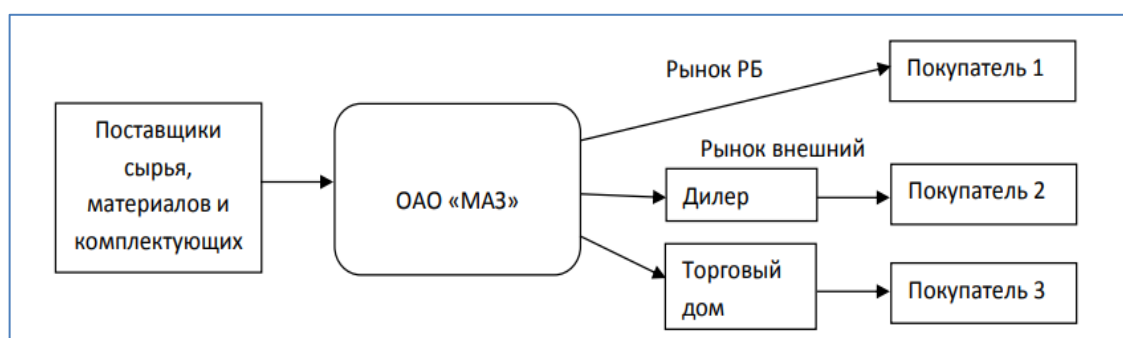 Поставщики
сырья,
материалов и
комплектующих
ОАО «МАЗ»
Рынок РБ
Покупатель 1
Рынок внешний
Дилер
Покупатель 2
Торговый
дом
Покупатель 3